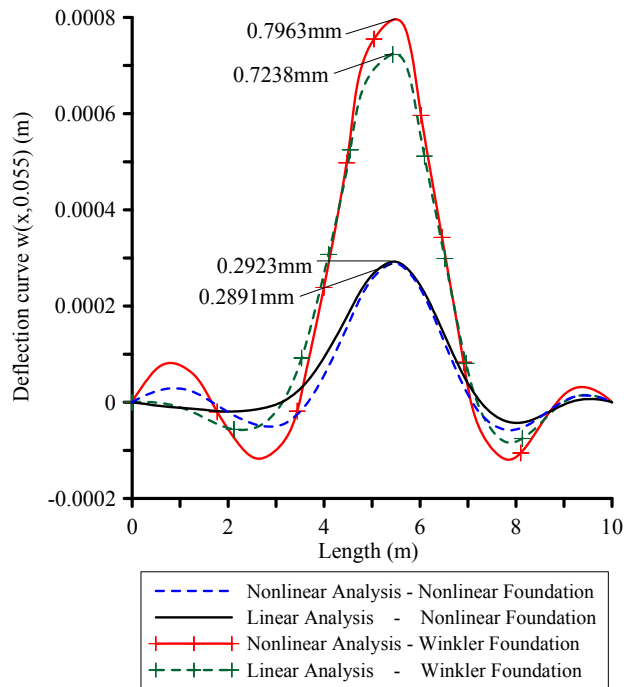 0.0008
0.7963mm
0.7238mm
0.0006
Deflection curve w(x,0.055) (m)
0.0004
0.2923mm
0.2891mm
0.0002
0
-0.0002
0 2 4 6 8 10
Length (m)
Nonlinear Analysis - Nonlinear Foundation
Linear Analysis - Nonlinear Foundation
Nonlinear Analysis - Winkler Foundation
Linear Analysis - Winkler Foundation